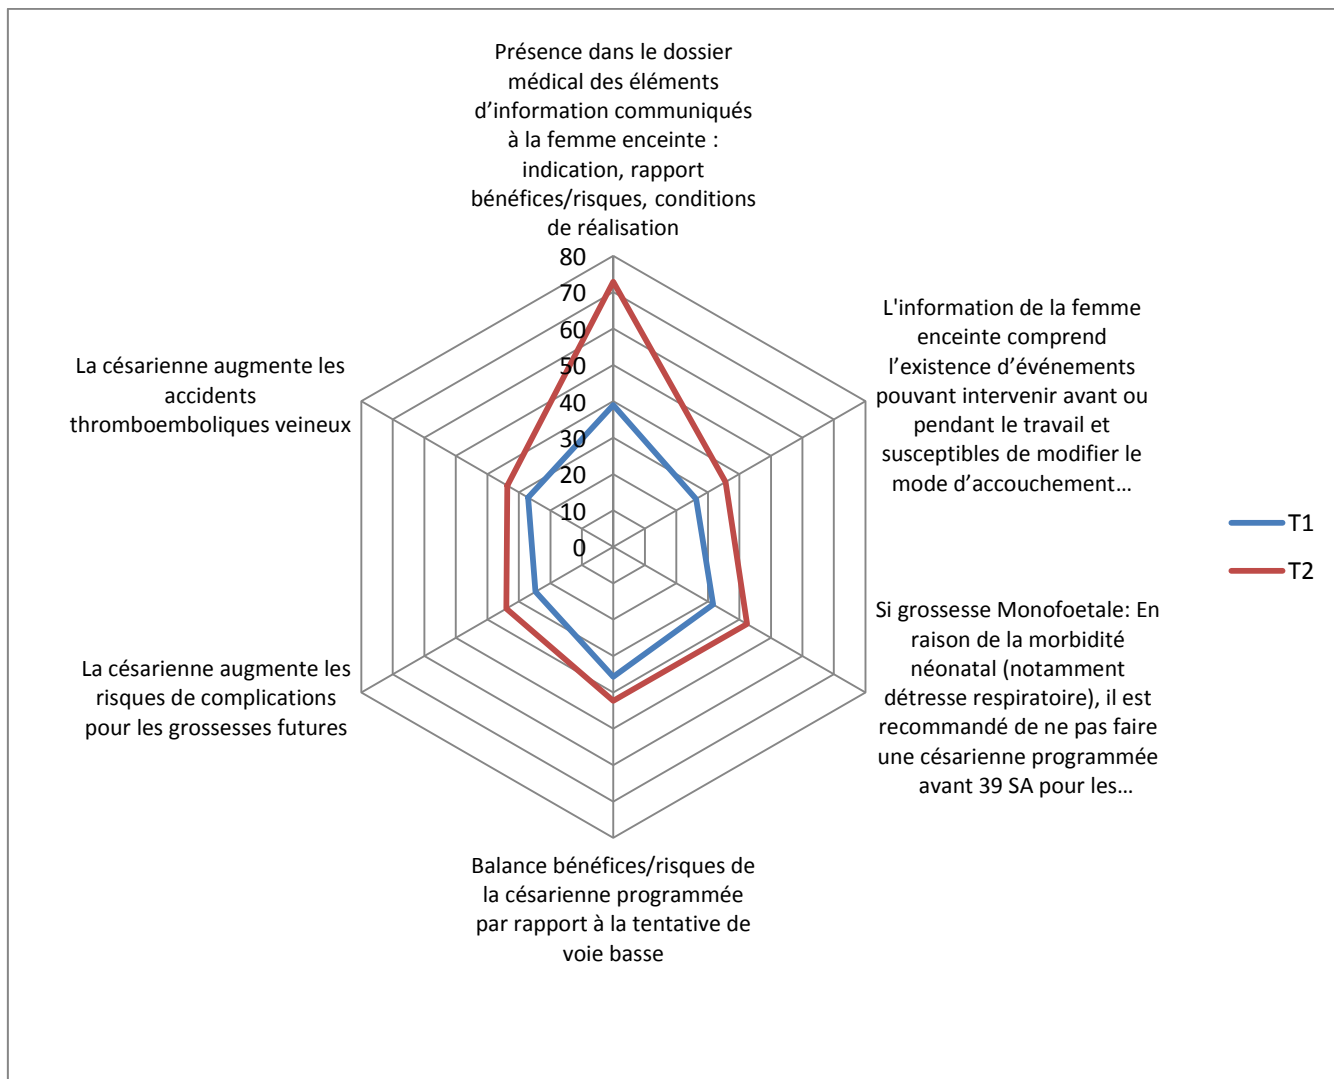 Présence dans le dossier
médical des éléments
d’information communiqués
à la femme enceinte :
indication, rapport
bénéfices/risques, conditions
de réalisation
80
70
60
50
40
30
20
10
0
L'information de la femme
enceinte comprend
l’existence d’événements
pouvant intervenir avant ou
pendant le travail et
susceptibles de modifier le
mode d’accouchement...
Si grossesse Monofoetale: En
raison de la morbidité
néonatal (notamment
détresse respiratoire), il est
recommandé de ne pas faire
une césarienne programmée
avant 39 SA pour les...
Balance bénéfices/risques de
la césarienne programmée
par rapport à la tentative de
voie basse
La césarienne augmente les
risques de complications
pour les grossesses futures
La césarienne augmente les
accidents
thromboemboliques veineux
T1
T2